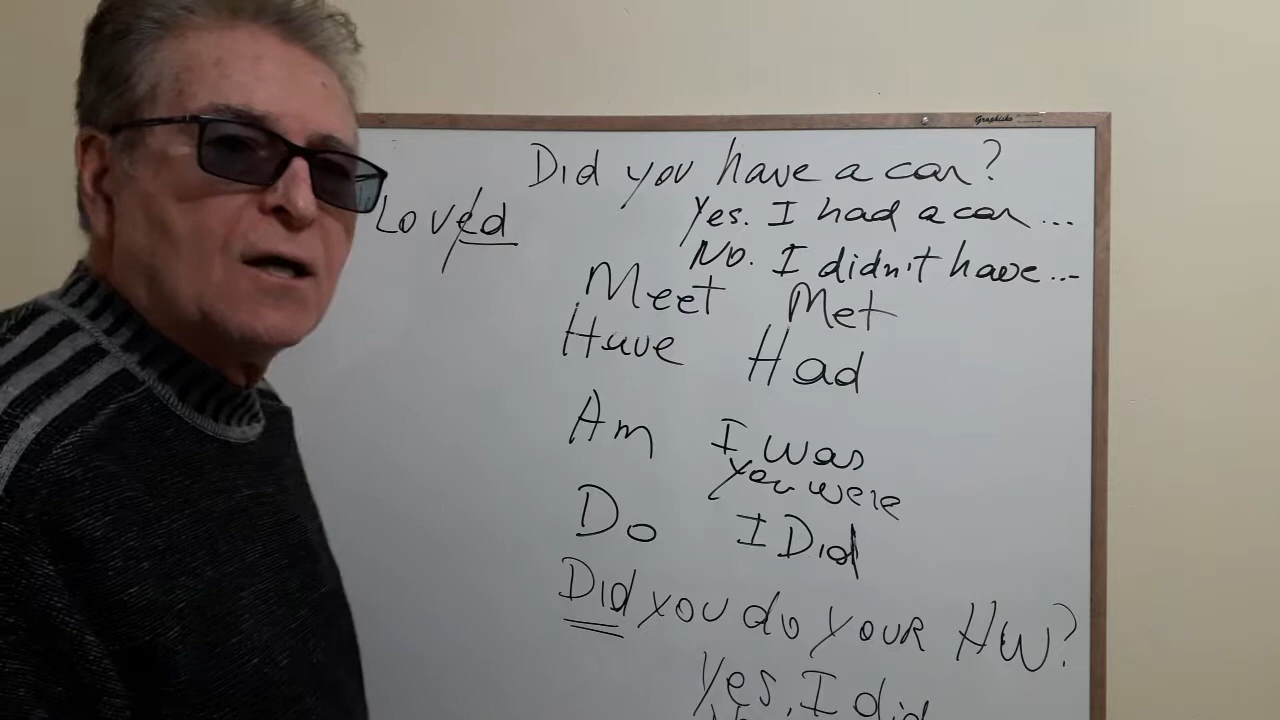 Graphisko
Did you have a car?
Loved
Yes. I had a car...
No. I didn't have...
Meet Met
Have Had
Am I was
you were
Do I Did
Did you do your HW?
Yes, I did